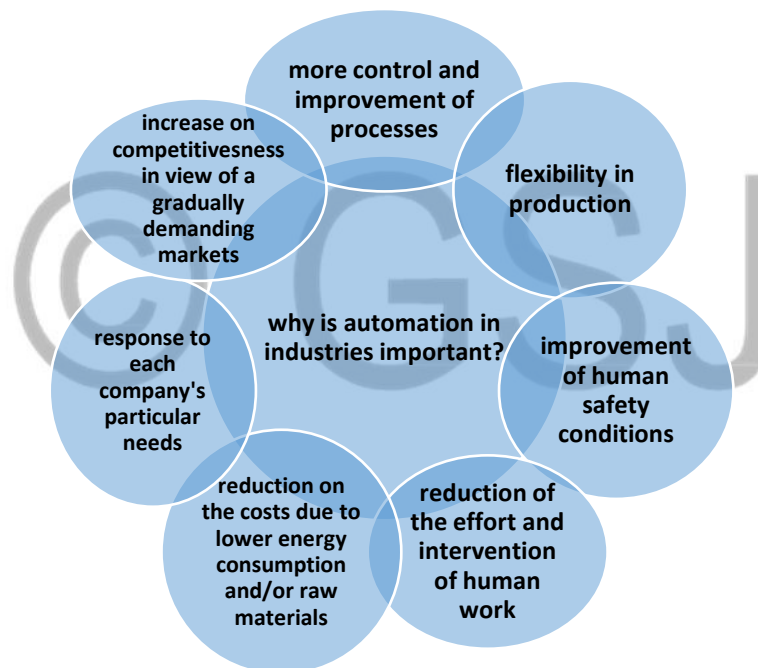 more control and
improvement of
processes
flexibility in
production
improvement
of human
safety
conditions
reduction of
the effort and
intervention
of human
work
reduction on
the costs due to
lower energy
consumption
and/or raw
materials
response to
each
company's
particular
needs
increase on
competitivesness
in view of a
gradually
demanding
markets
why is automation in
industries important?
© GSJ